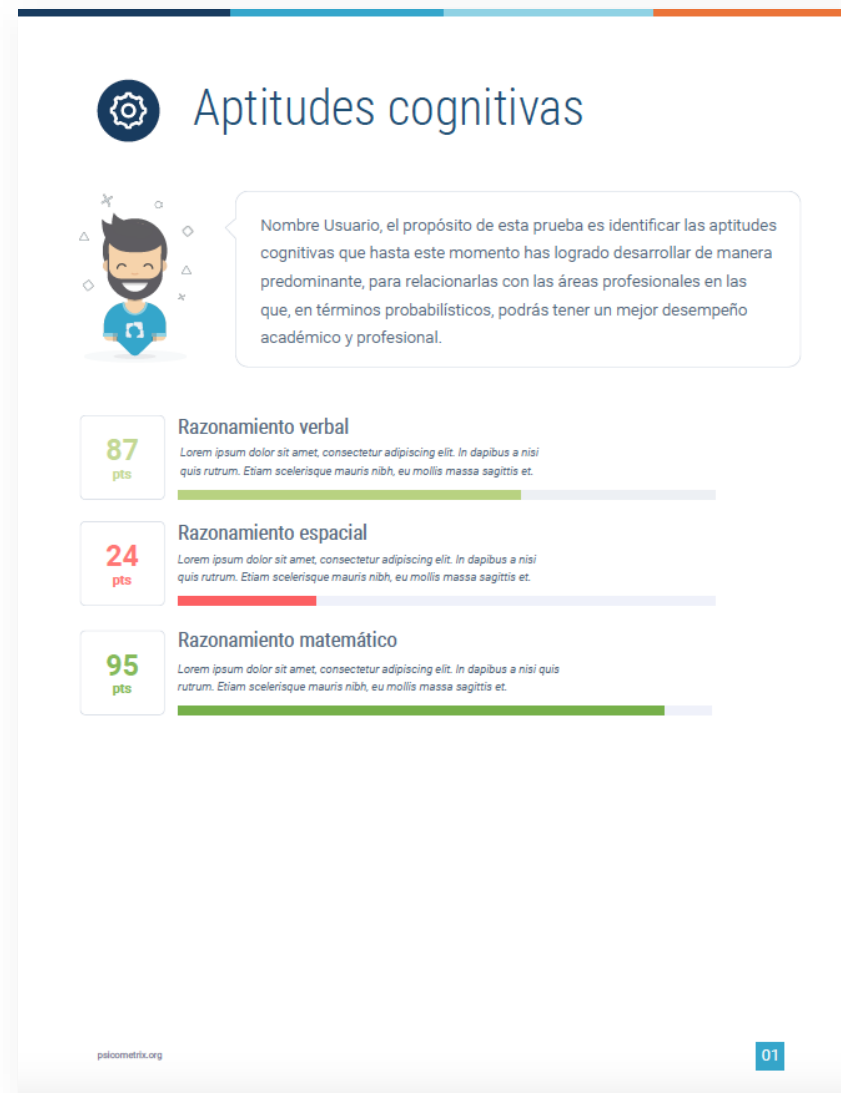 Aptitudes cognitivas
Nombre Usuario, el propósito de esta prueba es identificar las aptitudes
cognitivas que hasta este momento has logrado desarrollar de manera
predominante, para relacionarlas con las áreas profesionales en las
que, en términos probabilísticos, podrás tener un mejor desempeño
académico y profesional.
87
pts
Razonamiento verbal
Lorem ipsum dolor sit amet, consectetur adipiscing elit. In dapibus a nisi
quis rutrum. Etiam scelerisque mauris nibh, eu mollis massa sagittis et.
24
pts
Razonamiento espacial
Lorem ipsum dolor sit amet, consectetur adipiscing elit. In dapibus a nisi
quis rutrum. Etiam scelerisque mauris nibh, eu mollis massa sagittis et.
95
pts
Razonamiento matemático
Lorem ipsum dolor sit amet, consectetur adipiscing elit. In dapibus a nisi quis
rutrum. Etiam scelerisque mauris nibh, eu mollis massa sagittis et.
psicometrix.org
01